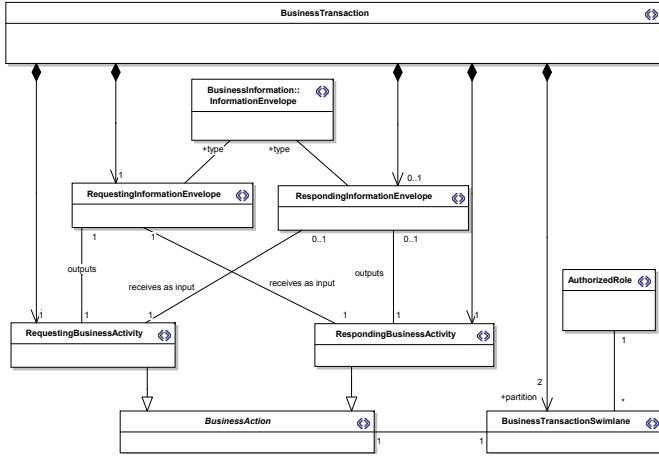 BusinessTransaction
BusinessInformation::
InformationEnvelope
+type
+type
1
0..1
RequestingInformationEnvelope
RespondingInformationEnvelope
1
1
0..1
0..1
outputs
receives as input
receives as input
outputs
AuthorizedRole
1
1
1
1
1
1
RequestingBusinessActivity
RespondingBusinessActivity
1
2
+partition
*
BusinessAction
BusinessTransactionSwimlane
1
1